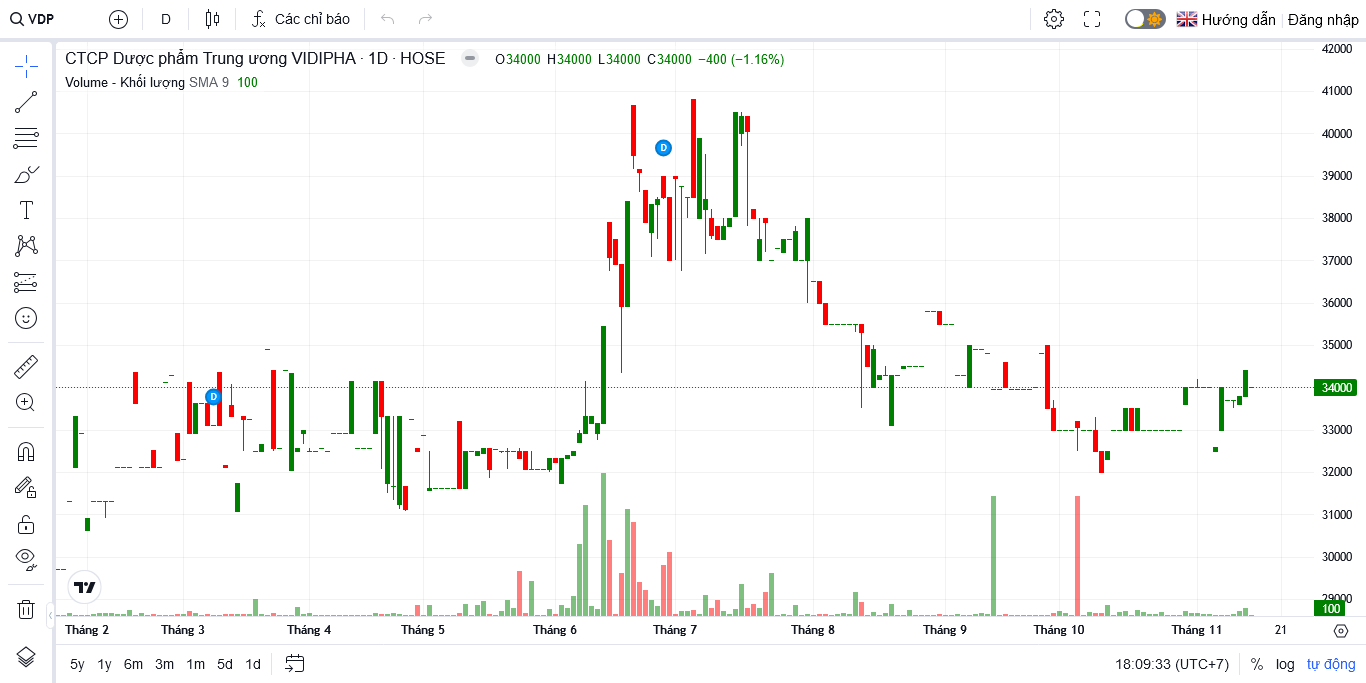 VDP D Các chỉ báo Hướng dẫn Đăng nhập
CTCP Dược phẩm Trung ương VIDIPHA · 1D · HOSE O34000 H34000 L34000 C34000 −400 (−1.16%)
Volume - Khối lượng SMA 9 100
42000
41000
40000
39000
38000
37000
36000
35000
34000
33000
32000
31000
30000
29000
100
D
D
Tháng 2 Tháng 3 Tháng 4 Tháng 5 Tháng 6 Tháng 7 Tháng 8 Tháng 9 Tháng 10 Tháng 11 21
5y 1y 6m 3m 1m 5d 1d 18:09:33 (UTC+7) % log tự động